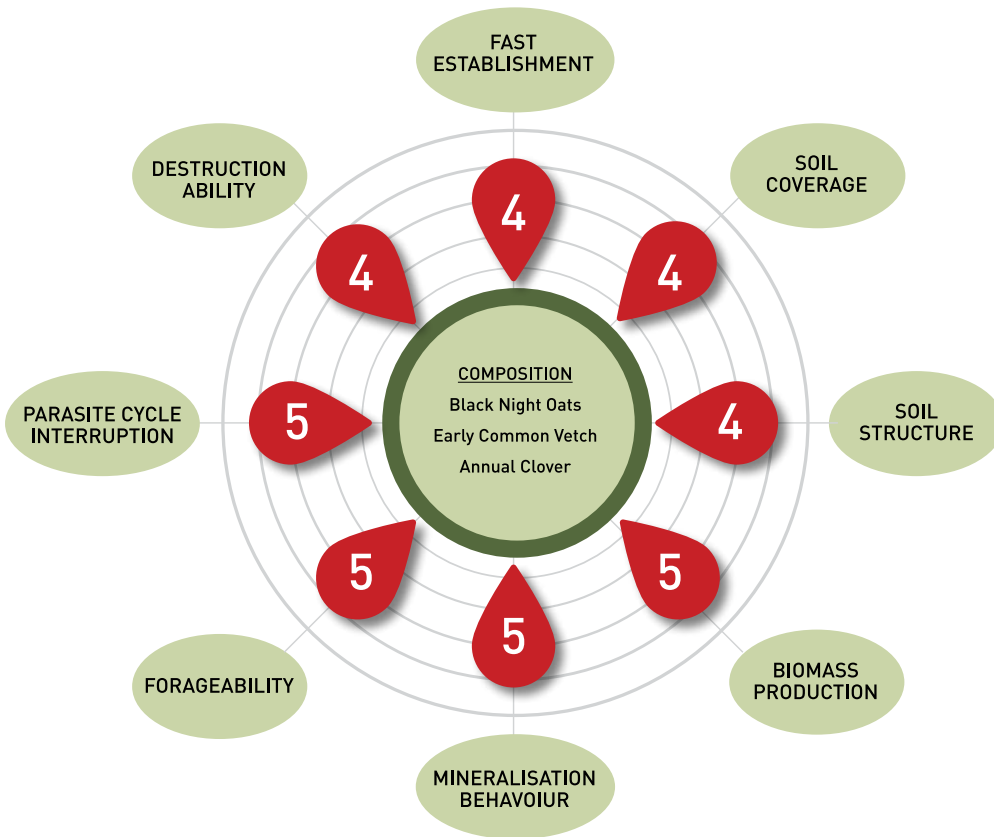 FAST
ESTABLISHMENT
DESTRUCTION
ABILITY
SOIL
COVERAGE
4
4
4
COMPOSITION
Black Night Oats
Early Common Vetch
Annual Clover
PARASITE CYCLE
INTERRUPTION
5
4
SOIL
STRUCTURE
5
5
5
FORAGEABILITY
BIOMASS
PRODUCTION
MINERALISATION
BEHAVOIUR